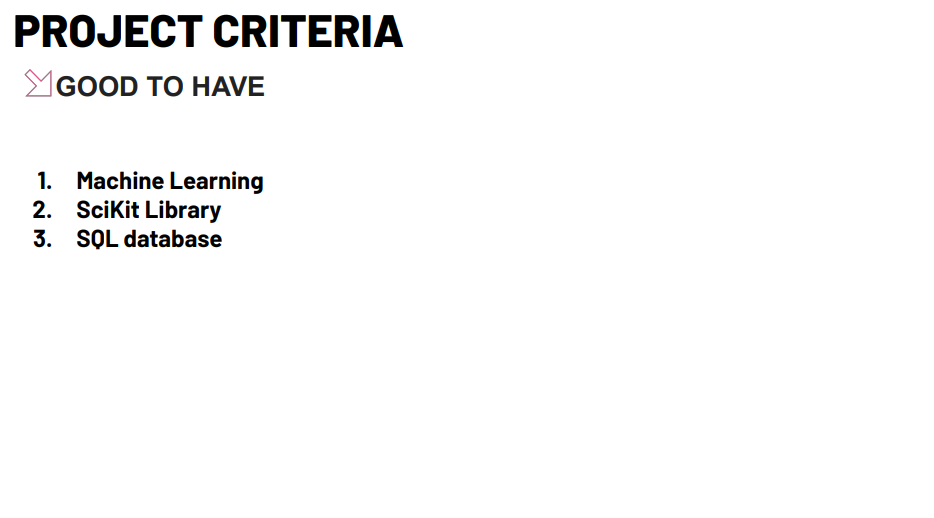 PROJECT CRITERIA
GOOD TO HAVE
1. Machine Learning
2. SciKit Library
3. SQL database